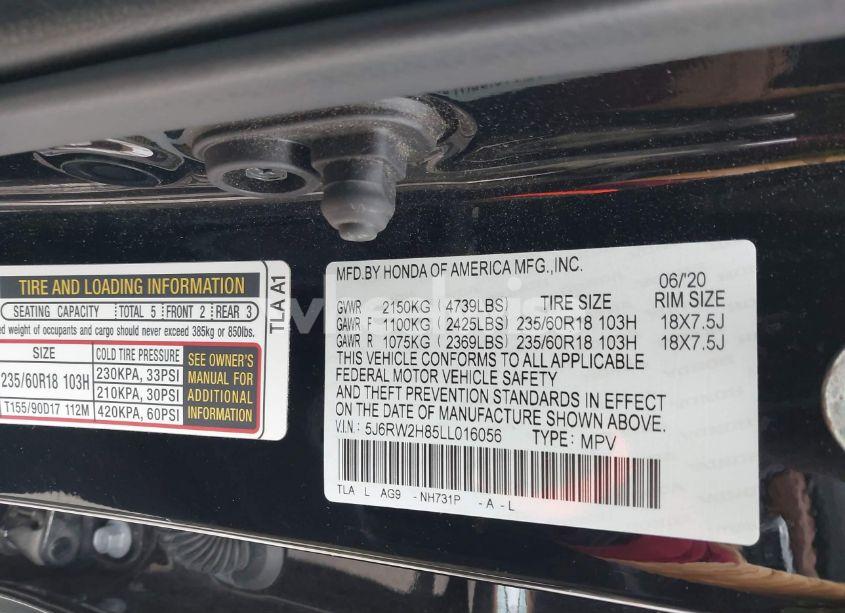 TIRE AND LOADING INFORMATION
SEATING CAPACITY TOTAL 5 FRONT 2 REAR 3
ed weight of occupants and cargo should never exceed 385kg or 850lbs.
SIZE COLD TIRE PRESSURE
235/60R18 103H 230KPA, 33PSI
210KPA, 30PSI
T155/90D17 112M 420KPA, 60PSI
SEE OWNER'S
MANUAL FOR
ADDITIONAL
INFORMATION
TLA A1
MFD.BY HONDA OF AMERICA MFG.,INC.
06/20
GVWR 2150KG (4739LBS) TIRE SIZE RIM SIZE
GAWR F 1100KG (2425LBS) 235/60R18 103H 18X7.5J
GAWR R 1075KG (2369LBS) 235/60R18 103H 18X7.5J
THIS VEHICLE CONFORMS TO ALL APPLICABLE
FEDERAL MOTOR VEHICLE SAFETY
AND THEFT PREVENTION STANDARDS IN EFFECT
ON THE DATE OF MANUFACTURE SHOWN ABOVE.
V.I.N.: 5J6RW2H85LL016056 TYPE: MPV
TLA L AG9 -NH731P -A-L